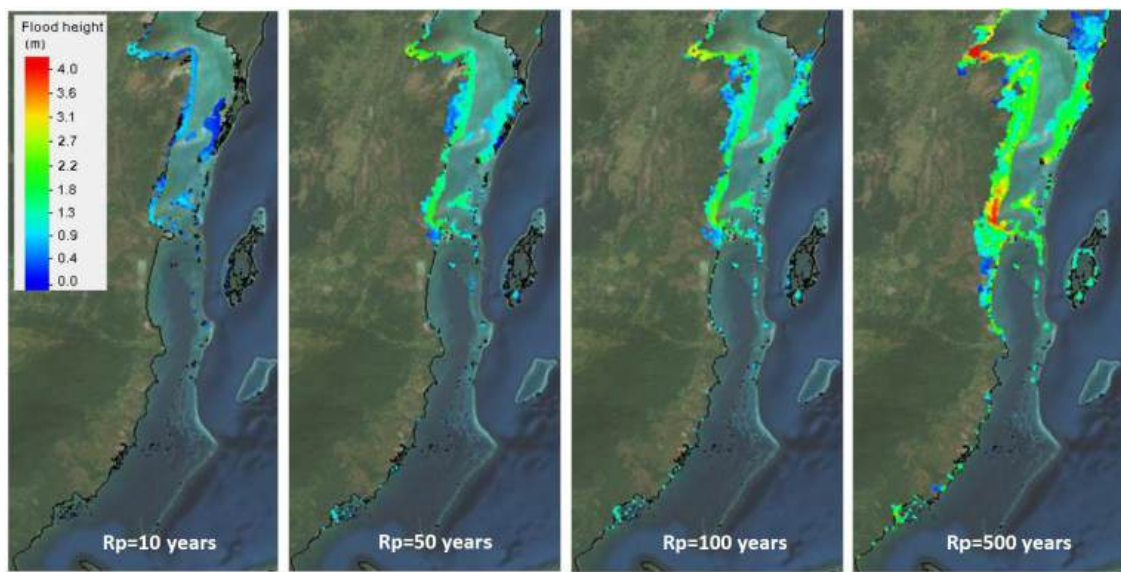 Flood height
(m)
4.0
3.6
3.1
2.7
2.2
1.8
1.3
0.9
0.4
0.0
Rp=10 years
Rp=50 years
Rp=100 years
Rp=500 years